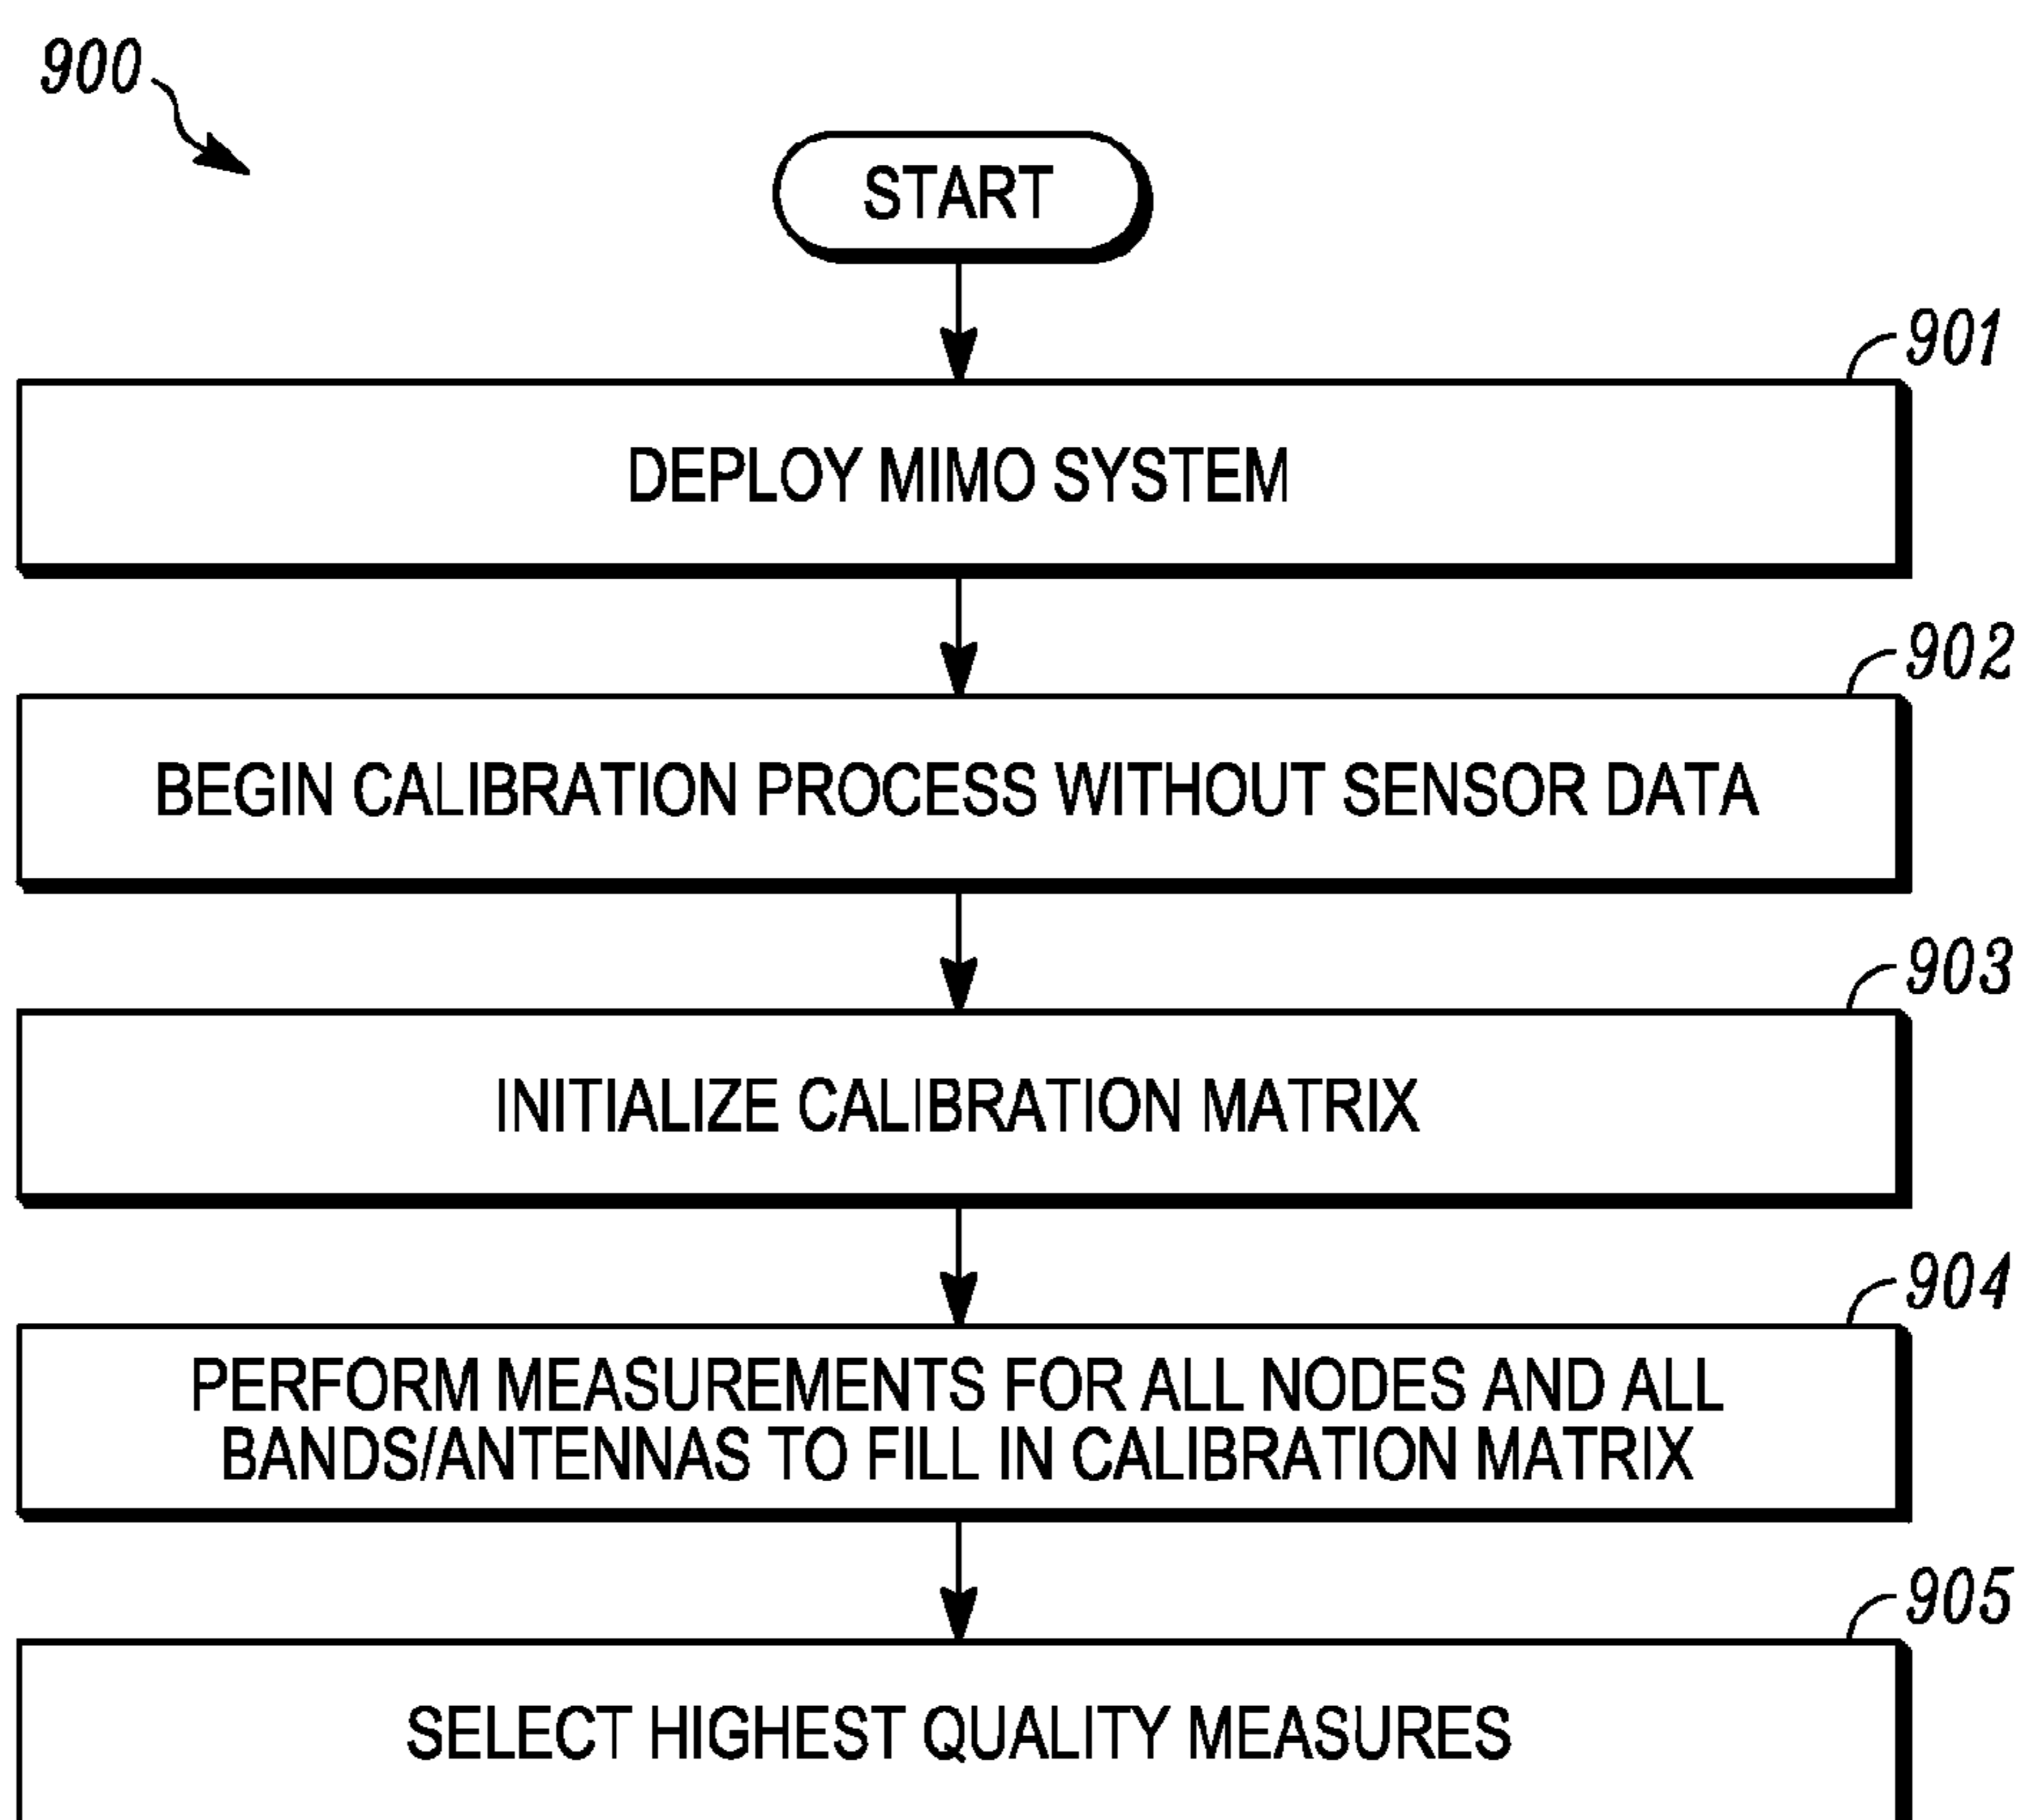 900
START
901
DEPLOY MIMO SYSTEM
902
BEGIN CALIBRATION PROCESS WITHOUT SENSOR DATA
903
INITIALIZE CALIBRATION MATRIX
904
PERFORM MEASUREMENTS FOR ALL NODES AND ALL
BANDS/ANTENNAS TO FILL IN CALIBRATION MATRIX
905
SELECT HIGHEST QUALITY MEASURES